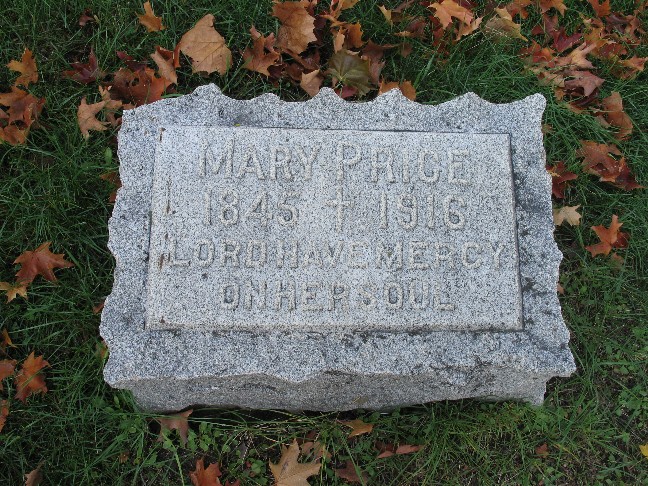 MARY PRICE
1845 † 1916
LORD HAVE MERCY
ON HER SOUL